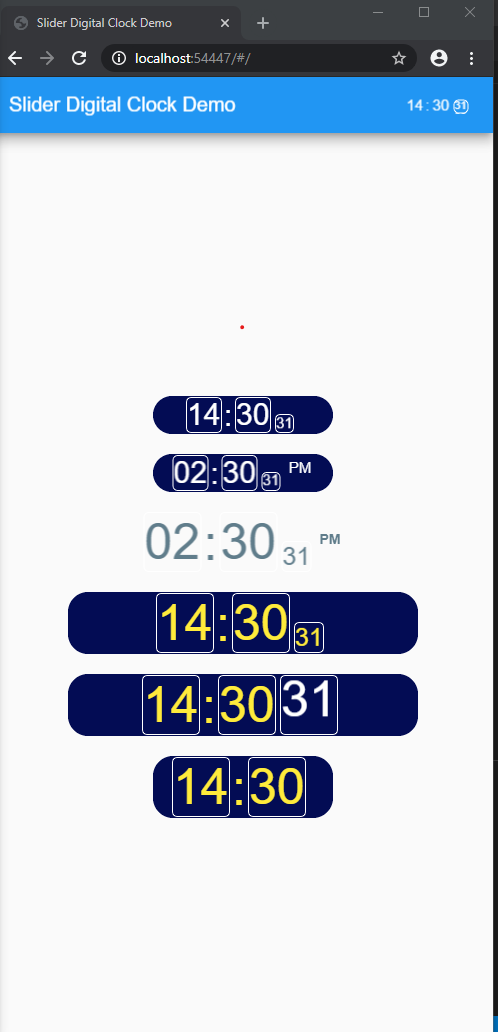 Slider Digital Clock Demo
localhost:54447/#/
Slider Digital Clock Demo 14:30 31
14:30 31
02:30 31 PM
02:30 31 PM
14:30 31
14:30 31
14:30